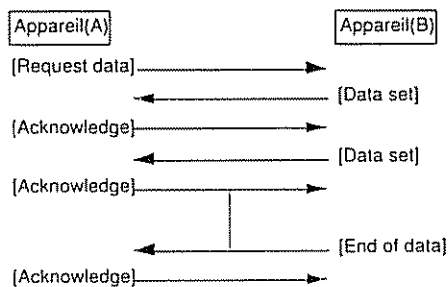 Appareil(A) Appareil(B)
[Request data]
[Data set]
[Acknowledge]
[Data set]
[Acknowledge]
[End of data]
[Acknowledge]